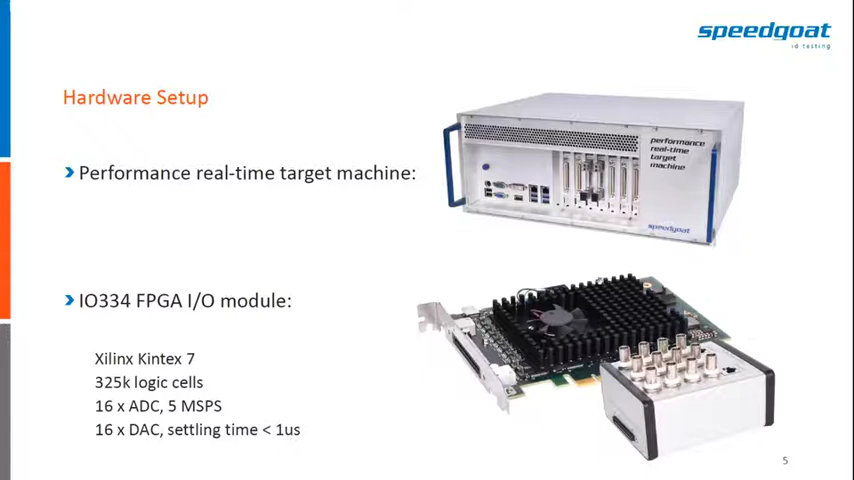 speedgoat
id testing
Hardware Setup
Performance real-time target machine:
performance
real-time
target
machine
speedgoat
IO334 FPGA I/O module:
Xilinx Kintex 7
325k logic cells
16 x ADC, 5 MSPS
16 x DAC, settling time < 1us
5